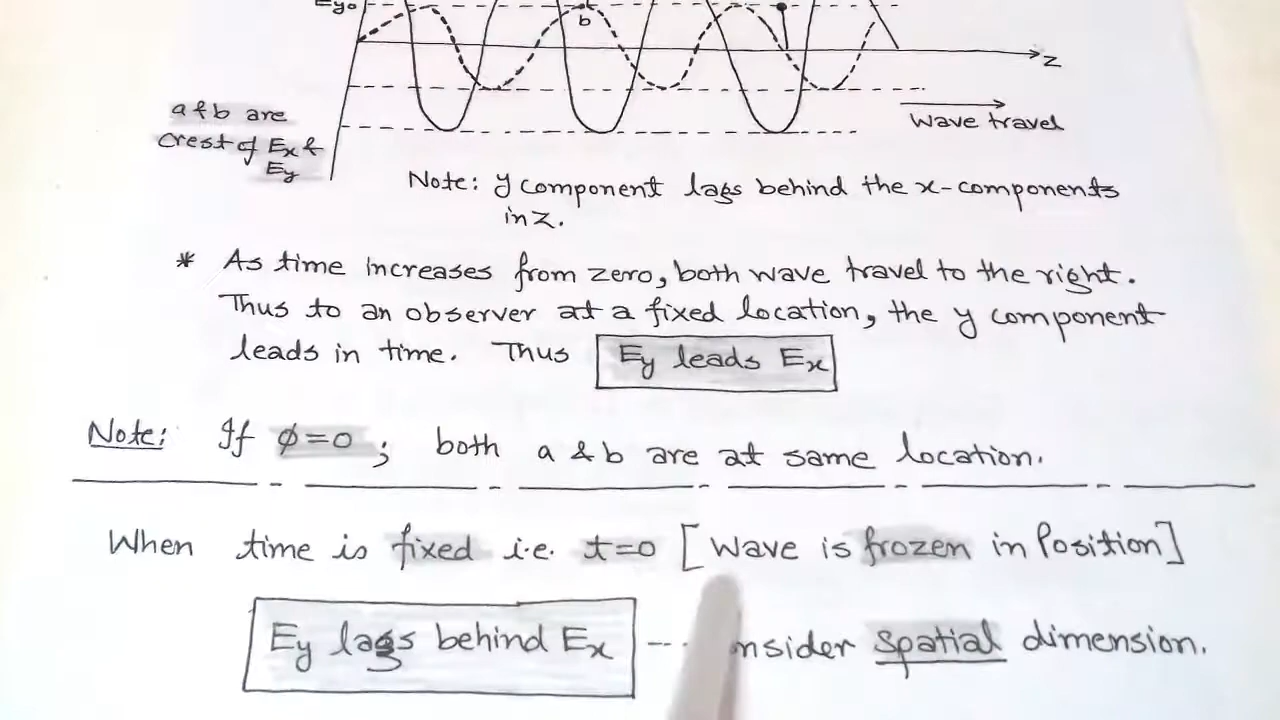 Eyo
b
z
a & b are
Crest of Ex &
Ey
Wave travel
Note: y component lags behind the x-components
in z.
* As time increases from zero, both wave travel to the right.
Thus to an observer at a fixed location, the y component
leads in time. Thus Ey leads Ex
Note: If ϕ=0 ; both a & b are at same location.
When time is fixed i.e. t=0 [Wave is frozen in Position]
Ey lags behind Ex --- nsider spatial dimension.